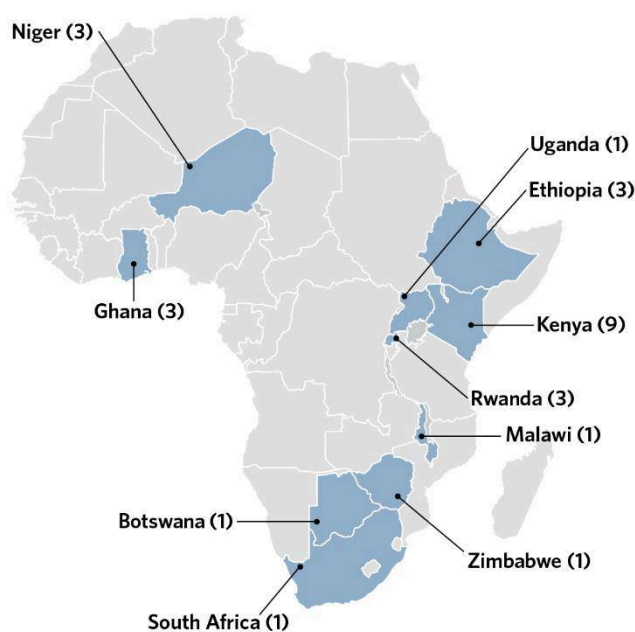 Niger (3)
Uganda (1)
Ethiopia (3)
Ghana (3)
Kenya (9)
Rwanda (3)
Malawi (1)
Botswana (1)
Zimbabwe (1)
South Africa (1)